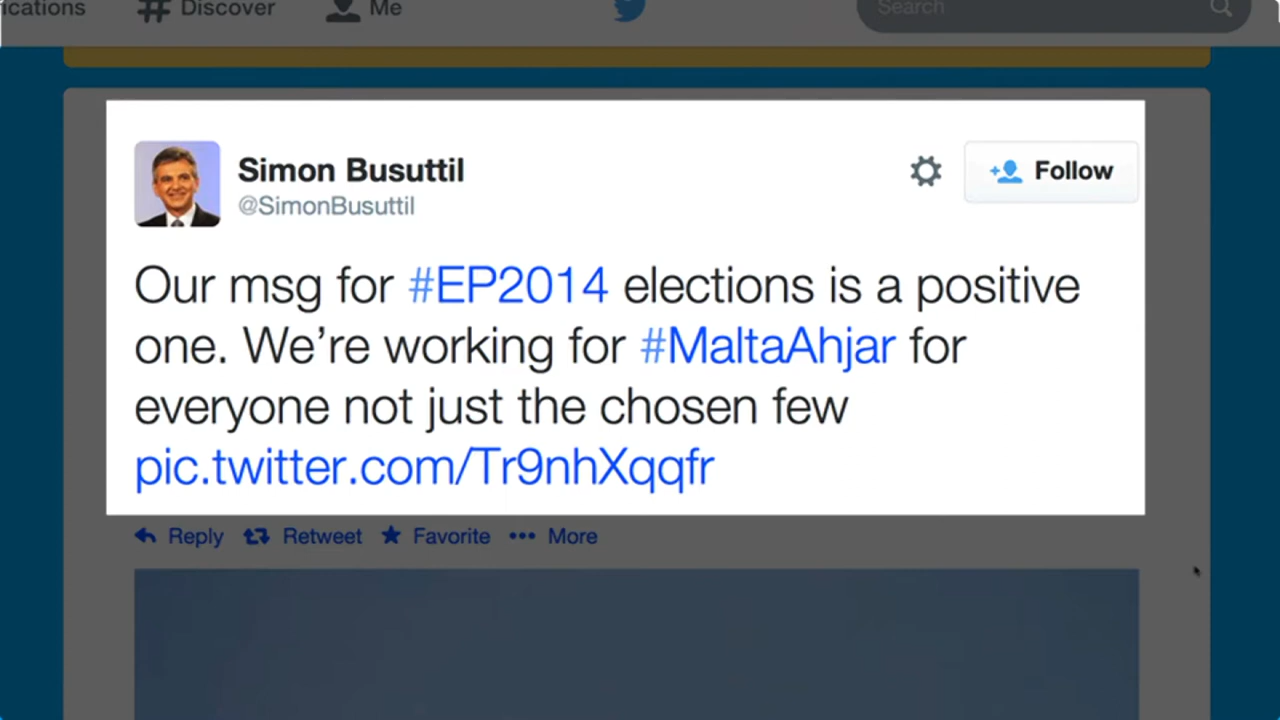 ications # Discover Me Search
Simon Busuttil
@SimonBusuttil
Follow
Our msg for #EP2014 elections is a positive
one. We’re working for #MaltaAhjar for
everyone not just the chosen few
pic.twitter.com/Tr9nhXqqfr
Reply Retweet Favorite ••• More